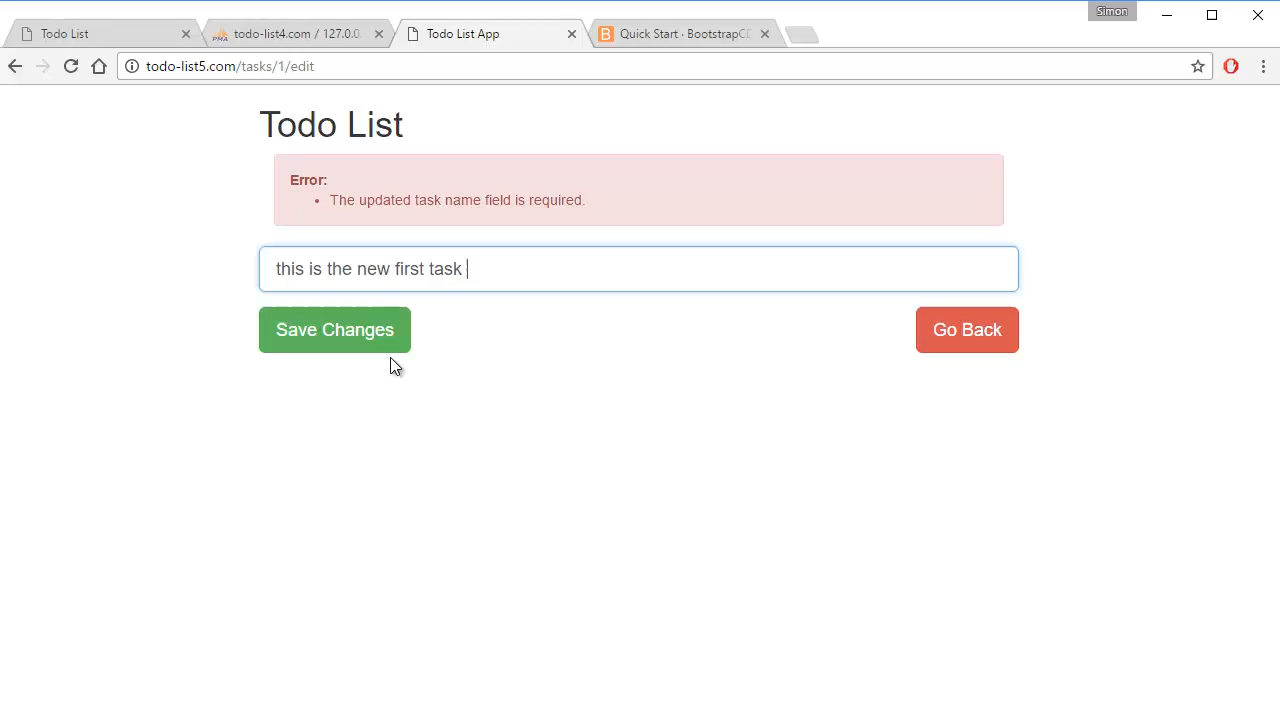 Simon
Todo List
PMA
todo-list4.com / 127.0.0.
Todo List App
B
Quick Start · BootstrapCD
todo-list5.com/tasks/1/edit
Todo List
Error:
• The updated task name field is required.
this is the new first task
Save Changes
Go Back